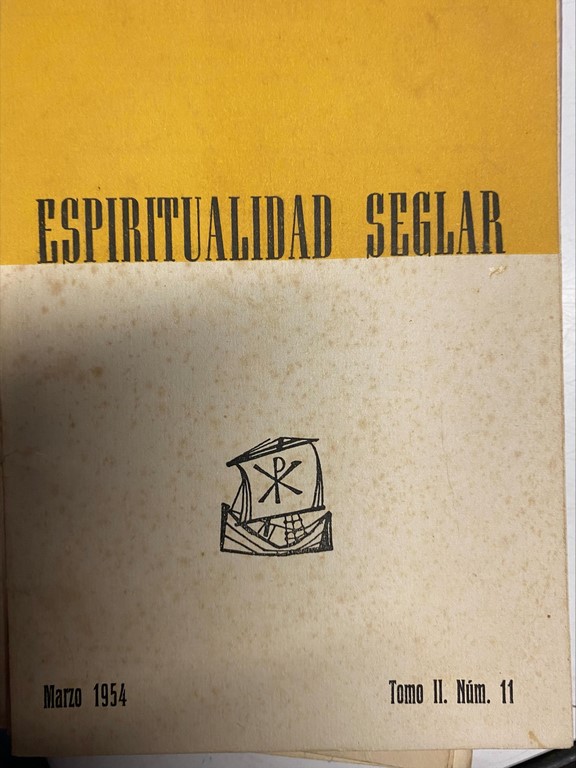 ESPIRITUALIDAD SEGLAR
Marzo 1954
Tomo II. Núm. 11